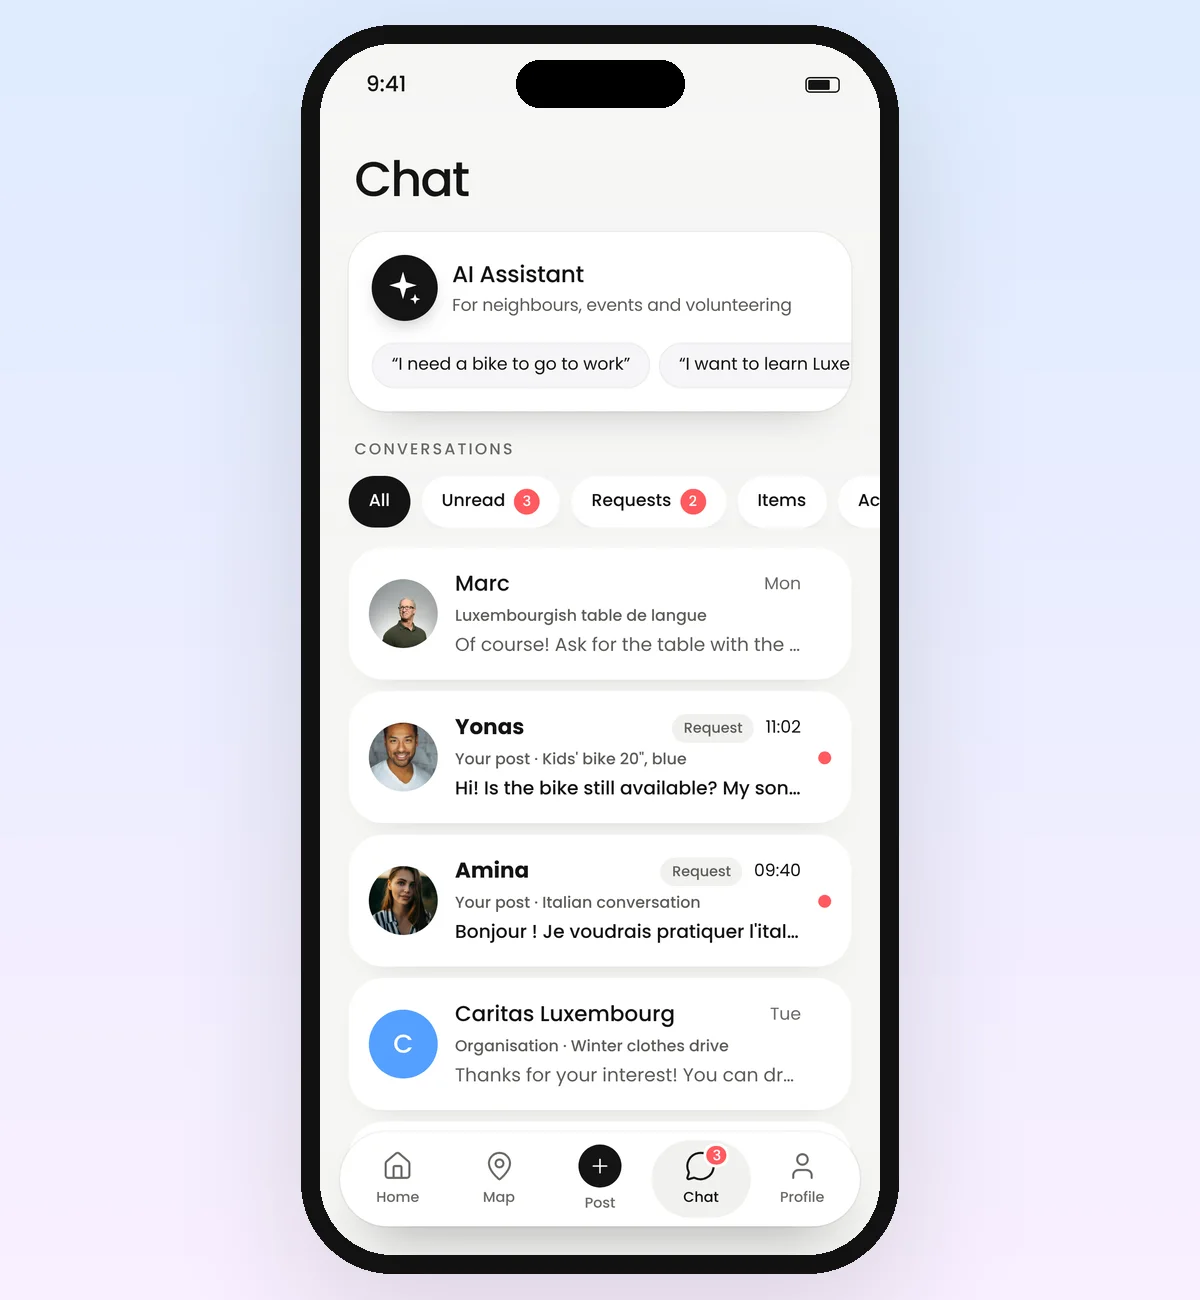 9:41
Chat
AI Assistant
For neighbours, events and volunteering
“I need a bike to go to work” “I want to learn Luxe
CONVERSATIONS
All Unread 3 Requests 2 Items Ac
Marc Mon
Luxembourgish table de langue
Of course! Ask for the table with the ...
Yonas Request 11:02
Your post · Kids' bike 20", blue
Hi! Is the bike still available? My son...
Amina Request 09:40
Your post · Italian conversation
Bonjour ! Je voudrais pratiquer l'ital...
C
Caritas Luxembourg Tue
Organisation · Winter clothes drive
Thanks for your interest! You can dr...
3
Home Map Post Chat Profile